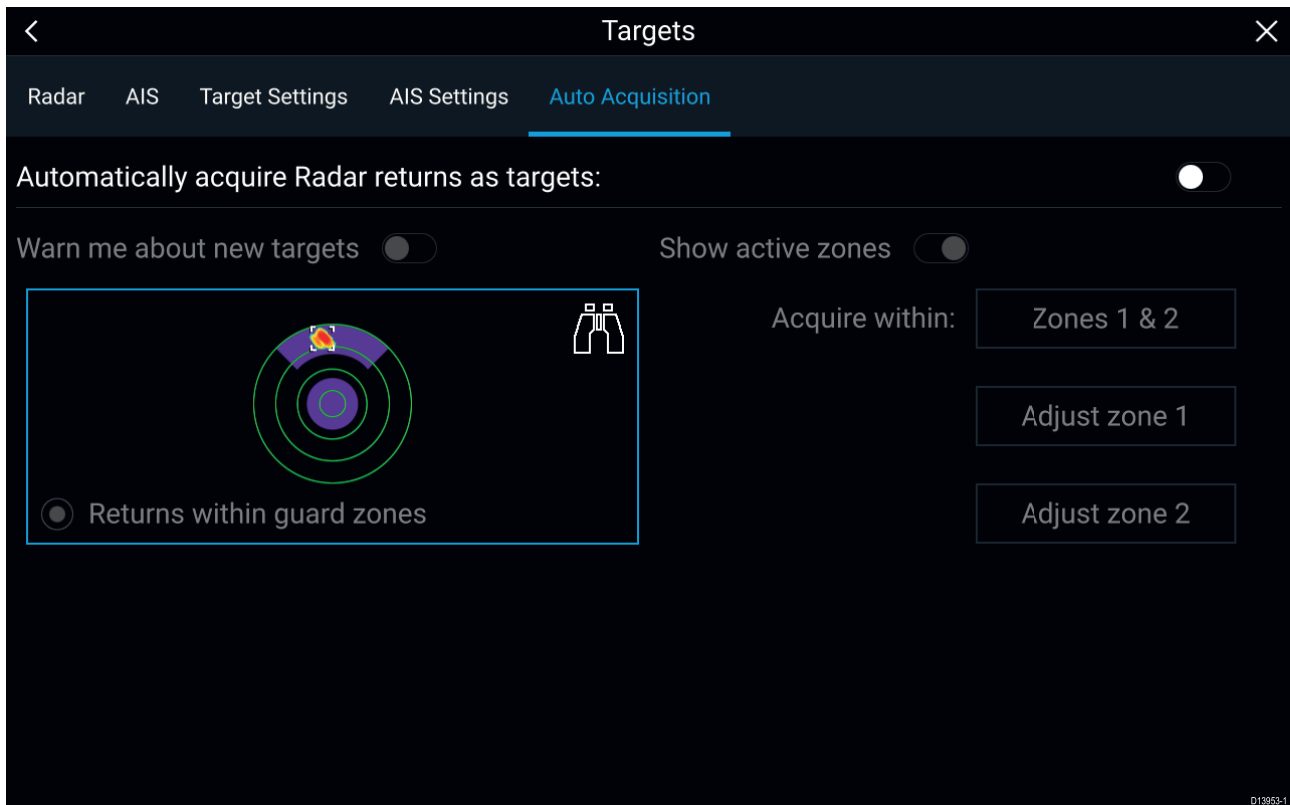 Targets
Radar AIS Target Settings AIS Settings Auto Acquisition
Automatically acquire Radar returns as targets:
Warn me about new targets Show active zones
Acquire within: Zones 1 & 2
Adjust zone 1
Returns within guard zones Adjust zone 2
D13953-1